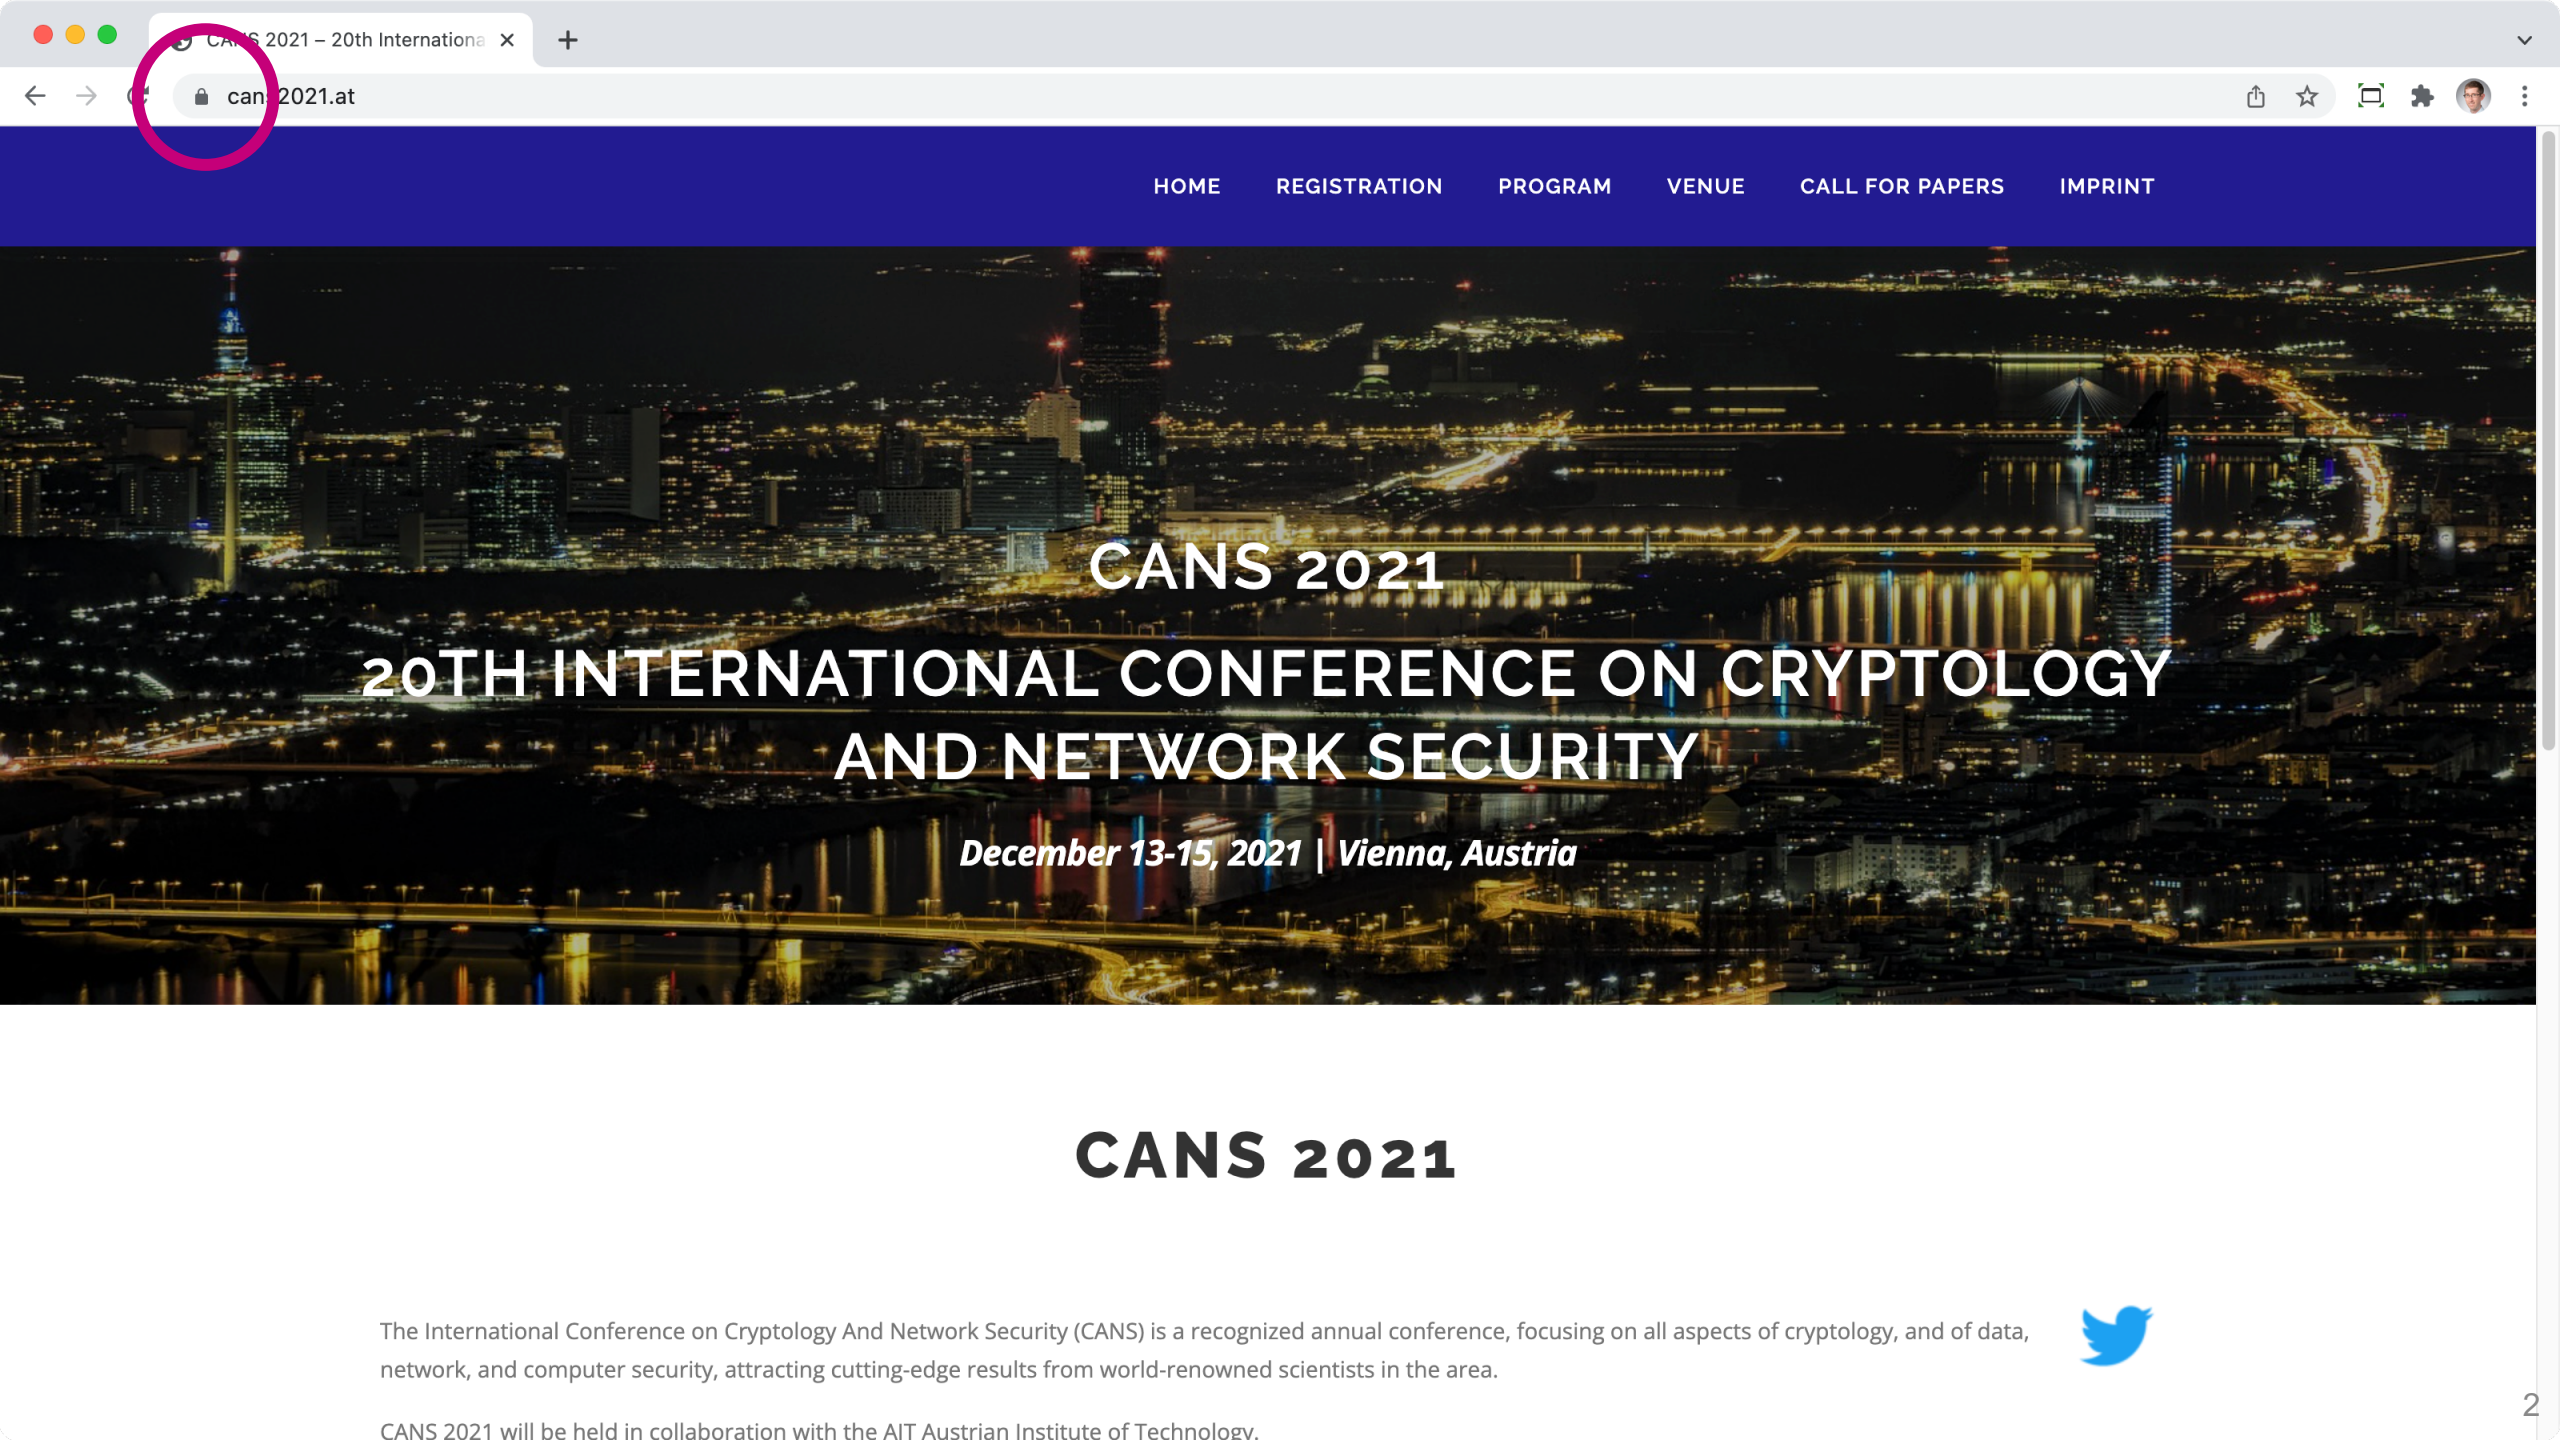 CANS 2021 – 20th Internationa
cans2021.at
HOME REGISTRATION PROGRAM VENUE CALL FOR PAPERS IMPRINT
CANS 2021
20TH INTERNATIONAL CONFERENCE ON CRYPTOLOGY
AND NETWORK SECURITY
December 13-15, 2021 | Vienna, Austria
CANS 2021
The International Conference on Cryptology And Network Security (CANS) is a recognized annual conference, focusing on all aspects of cryptology, and of data,
network, and computer security, attracting cutting-edge results from world-renowned scientists in the area.
CANS 2021 will be held in collaboration with the AIT Austrian Institute of Technology.
2